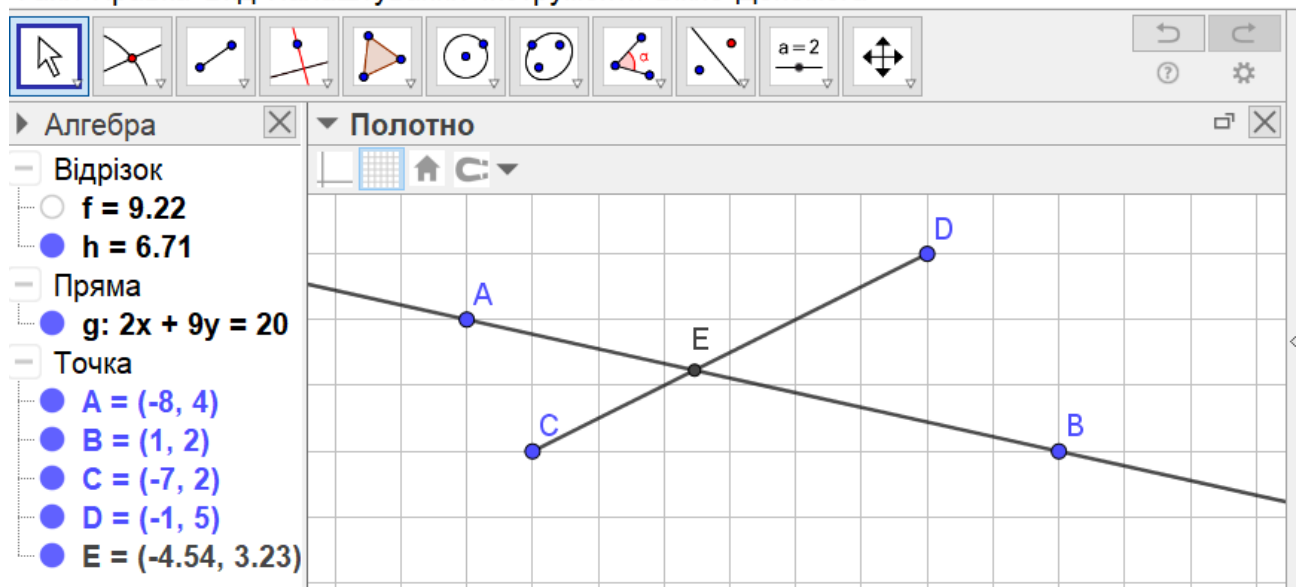 a = 2
α
Алгебра
Полотно
Відрізок
f = 9.22
h = 6.71
Пряма
g: 2x + 9y = 20
Точка
A = (-8, 4)
B = (1, 2)
C = (-7, 2)
D = (-1, 5)
E = (-4.54, 3.23)
D
A
E
C
B